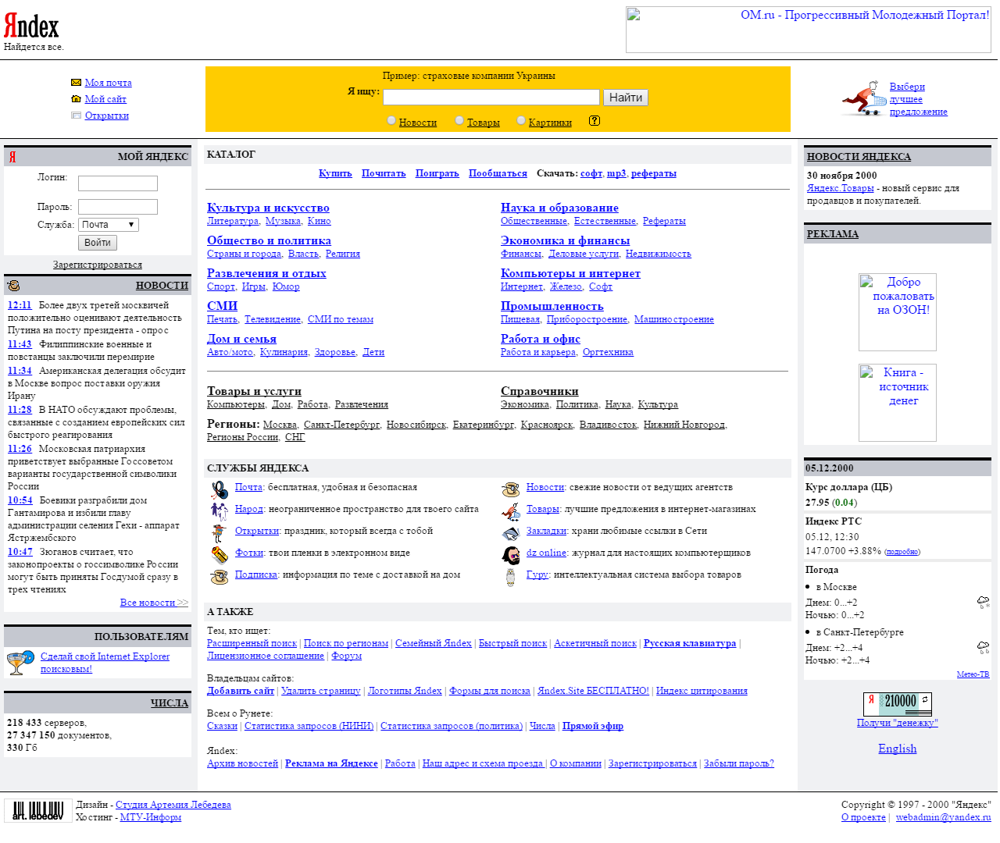 Яndex
Найдется все.
OM.ru - Прогрессивный Молодежный Портал!
Моя почта
Мой сайт
Открытки
Пример: страховые компании Украины
Я ищу:
Найти
Новости Товары Картинки
Выбери
лучшее
предложение
Я МОЙ ЯНДЕКС
Логин:
Пароль:
Служба: Почта
Войти
Зарегистрироваться
НОВОСТИ
12:11 Более двух третей москвичей
положительно оценивают деятельность
Путина на посту президента - опрос
11:43 Филиппинские военные и
повстанцы заключили перемирие
11:34 Американская делегация обсудит
в Москве вопрос поставки оружия
Ирану
11:28 В НАТО обсуждают проблемы,
связанные с созданием европейских сил
быстрого реагирования
11:26 Московская патриархия
приветствует выбранные Госсоветом
варианты государственной символики
России
10:54 Боевики разграбили дом
Гантамирова и избили главу
администрации селения Гехи - аппарат
Ястржембского
10:47 Зюганов считает, что
законопроекты о госсимволике России
могут быть приняты Госдумой сразу в
трех чтениях
Все новости >>
ПОЛЬЗОВАТЕЛЯМ
Сделай свой Internet Explorer
поисковым!
ЧИСЛА
218 433 серверов,
27 347 150 документов,
330 Гб
КАТАЛОГ
Купить Почитать Поиграть Пообщаться Скачать: софт, mp3, рефераты
Культура и искусство
Литература, Музыка, Кино
Наука и образование
Общественные, Естественные, Рефераты
Общество и политика
Страны и города, Власть, Религия
Экономика и финансы
Финансы, Деловые услуги, Недвижимость
Развлечения и отдых
Спорт, Игры, Юмор
Компьютеры и интернет
Интернет, Железо, Софт
СМИ
Печать, Телевидение, СМИ по темам
Промышленность
Пищевая, Приборостроение, Машиностроение
Дом и семья
Авто/мото, Кулинария, Здоровье, Дети
Работа и офис
Работа и карьера, Оргтехника
Товары и услуги
Компьютеры, Дом, Работа, Развлечения
Справочники
Экономика, Политика, Наука, Культура
Регионы: Москва, Санкт-Петербург, Новосибирск, Екатеринбург, Красноярск, Владивосток, Нижний Новгород,
Регионы России, СНГ
СЛУЖБЫ ЯНДЕКСА
Почта: бесплатная, удобная и безопасная
Новости: свежие новости от ведущих агентств
Народ: неограниченное пространство для твоего сайта
Товары: лучшие предложения в интернет-магазинах
Открытки: праздник, который всегда с тобой
Закладки: храни любимые ссылки в Сети
Фотки: твои пленки в электронном виде
dz online: журнал для настоящих компьютерщиков
Подписка: информация по теме с доставкой на дом
Гуру: интеллектуальная система выбора товаров
А ТАКЖЕ
Тем, кто ищет:
Расширенный поиск | Поиск по регионам | Семейный Яndex | Быстрый поиск | Аскетичный поиск | Русская клавиатура |
Лицензионное соглашение | Форум
Владельцам сайтов:
Добавить сайт | Удалить страницу | Логотипы Яndex | Формы для поиска | Яndex.Site БЕСПЛАТНО! | Индекс цитирования
Всем о Рунете:
Сказки | Статистика запросов (НИНИ) | Статистика запросов (политика) | Числа | Прямой эфир
Яndex:
Архив новостей | Реклама на Яндексе | Работа | Наш адрес и схема проезда | О компании | Зарегистрироваться | Забыли пароль?
НОВОСТИ ЯНДЕКСА
30 ноября 2000
Яндекс.Товары - новый сервис для
продавцов и покупателей.
РЕКЛАМА
Добро
пожаловать
на ОЗОН!
Книга -
источник
денег
05.12.2000
Курс доллара (ЦБ)
27.95 (0.04)
Индекс РТС
05.12, 12:30
147.0700 +3.88% (подробно)
Погода
в Москве
Днем: 0...+2
Ночью: 0...+2
в Санкт-Петербурге
Днем: +2...+4
Ночью: +2...+4
Метео-ТВ
Я 210000
Получи "денежку"
English
art. lebedev
Дизайн - Студия Артемия Лебедева
Хостинг - МТУ-Информ
Copyright © 1997 - 2000 "Яндекс"
О проекте | webadmin@yandex.ru